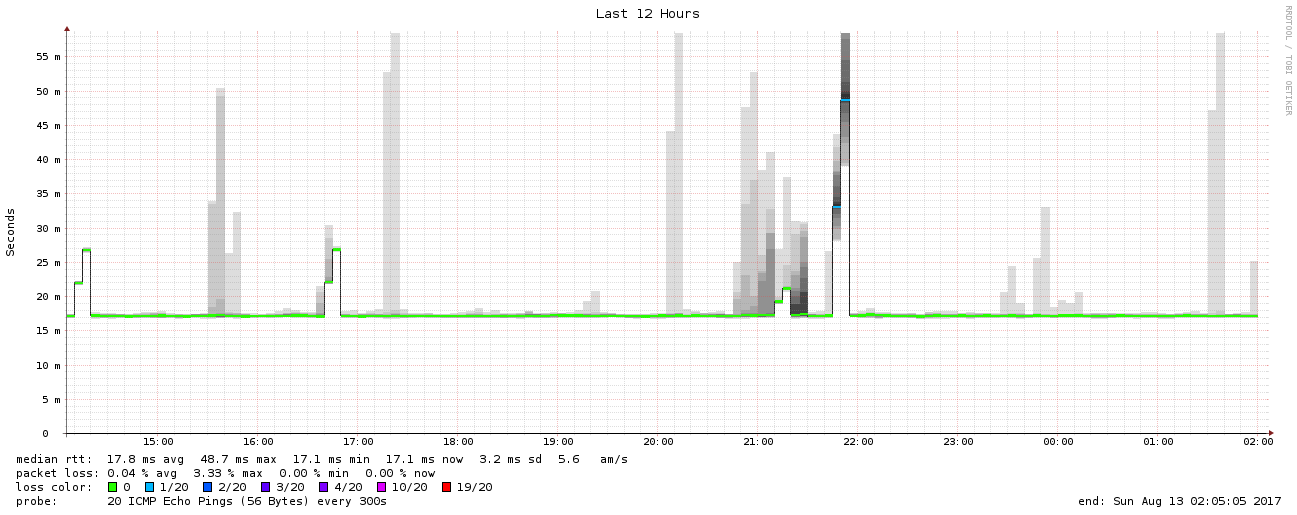 Last 12 Hours
RRDTOOL / TOBI OETIKER
Seconds
55 m
50 m
45 m
40 m
35 m
30 m
25 m
20 m
15 m
10 m
5 m
0
15:00 16:00 17:00 18:00 19:00 20:00 21:00 22:00 23:00 00:00 01:00 02:00
median rtt: 17.8 ms avg 48.7 ms max 17.1 ms min 17.1 ms now 3.2 ms sd 5.6 am/s
packet loss: 0.04 % avg 3.33 % max 0.00 % min 0.00 % now
loss color: 0 1/20 2/20 3/20 4/20 10/20 19/20
probe: 20 ICMP Echo Pings (56 Bytes) every 300s end: Sun Aug 13 02:05:05 2017